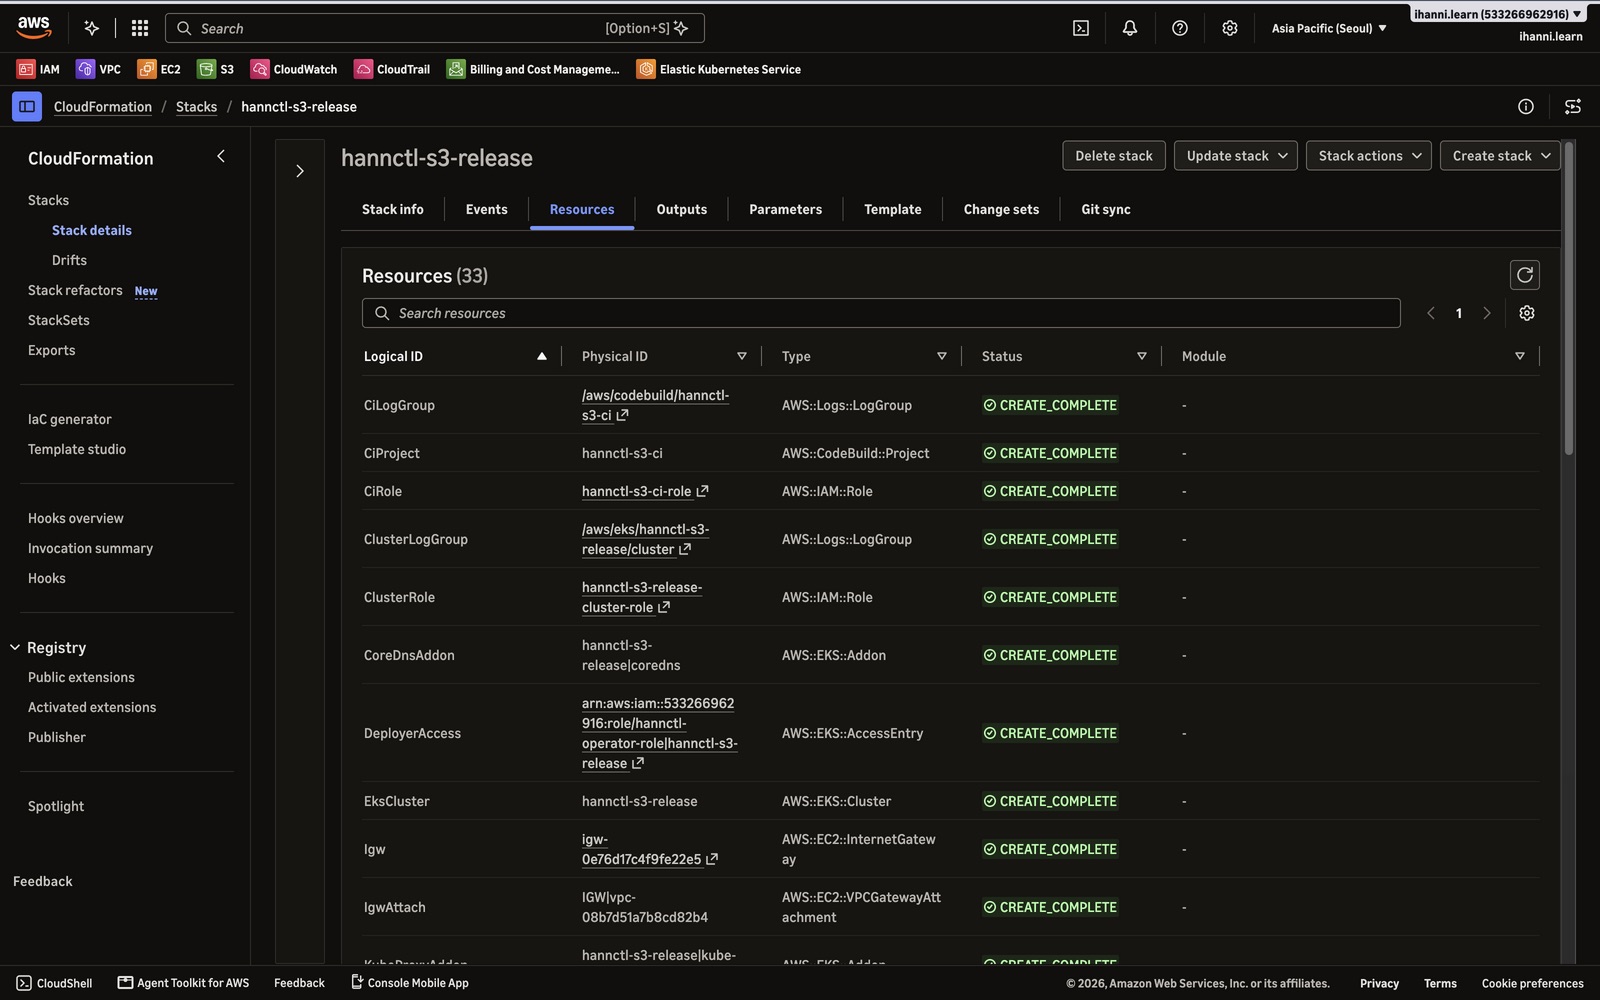 aws
Search
[Option+S]
Asia Pacific (Seoul)
ihanni.learn (533266962916)
ihanni.learn
IAM
VPC
EC2
S3
CloudWatch
CloudTrail
Billing and Cost Manageme...
Elastic Kubernetes Service
CloudFormation / Stacks / hannctl-s3-release
CloudFormation
Stacks
Stack details
Drifts
Stack refactors New
StackSets
Exports
IaC generator
Template studio
Hooks overview
Invocation summary
Hooks
Registry
Public extensions
Activated extensions
Publisher
Spotlight
Feedback
hannctl-s3-release
Delete stack
Update stack
Stack actions
Create stack
Stack info
Events
Resources
Outputs
Parameters
Template
Change sets
Git sync
Resources (33)
Search resources
1
Logical ID
Physical ID
Type
Status
Module
CiLogGroup
/aws/codebuild/hannctl-
s3-ci
AWS::Logs::LogGroup
CREATE_COMPLETE
-
CiProject
hannctl-s3-ci
AWS::CodeBuild::Project
CREATE_COMPLETE
-
CiRole
hannctl-s3-ci-role
AWS::IAM::Role
CREATE_COMPLETE
-
ClusterLogGroup
/aws/eks/hannctl-s3-
release/cluster
AWS::Logs::LogGroup
CREATE_COMPLETE
-
ClusterRole
hannctl-s3-release-
cluster-role
AWS::IAM::Role
CREATE_COMPLETE
-
CoreDnsAddon
hannctl-s3-
release|coredns
AWS::EKS::Addon
CREATE_COMPLETE
-
DeployerAccess
arn:aws:iam::533266962
916:role/hannctl-
operator-role|hannctl-s3-
release
AWS::EKS::AccessEntry
CREATE_COMPLETE
-
EksCluster
hannctl-s3-release
AWS::EKS::Cluster
CREATE_COMPLETE
-
Igw
igw-
0e76d17c4f9fe22e5
AWS::EC2::InternetGatew
ay
CREATE_COMPLETE
-
IgwAttach
IGW|vpc-
08b7d51a7b8cd82b4
AWS::EC2::VPCGatewayAtt
achment
CREATE_COMPLETE
-
KubeProxyAddon
hannctl-s3-release|kube-
AWS::EKS::Addon
CREATE_COMPLETE
CloudShell
Agent Toolkit for AWS
Feedback
Console Mobile App
© 2026, Amazon Web Services, Inc. or its affiliates.
Privacy
Terms
Cookie preferences